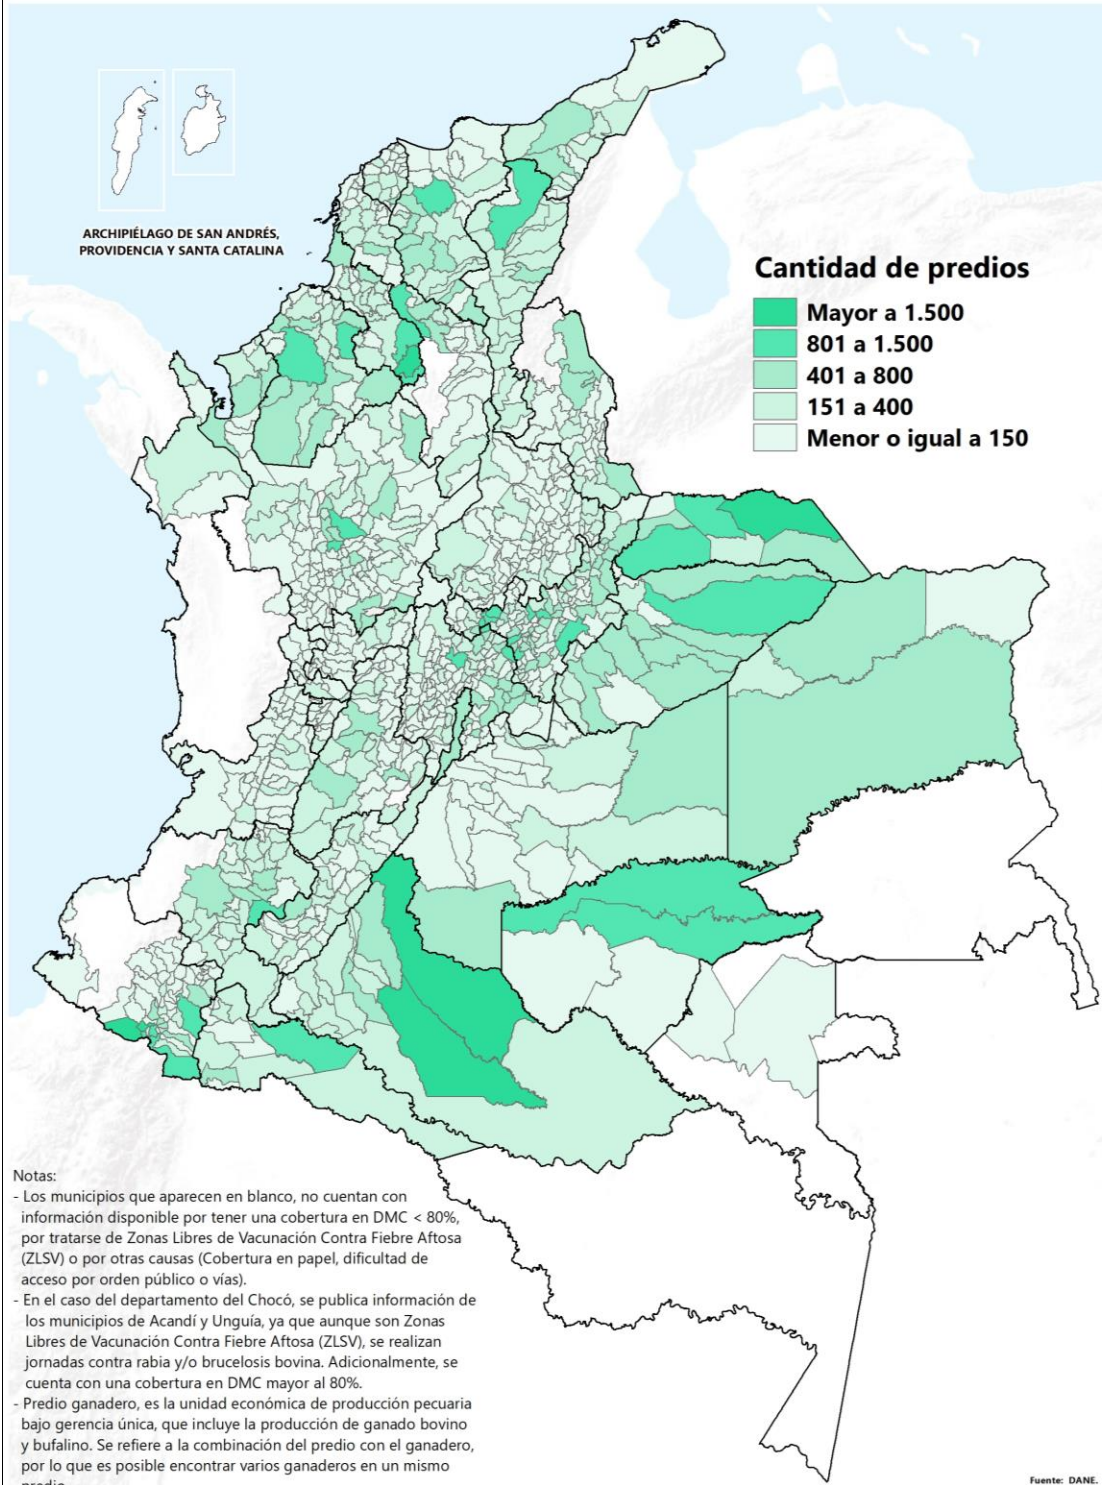 ARCHIPIÉLAGO DE SAN ANDRÉS,
PROVIDENCIA Y SANTA CATALINA
Cantidad de predios
Mayor a 1.500
801 a 1.500
401 a 800
151 a 400
Menor o igual a 150
Notas:
- Los municipios que aparecen en blanco, no cuentan con
información disponible por tener una cobertura en DMC < 80%,
por tratarse de Zonas Libres de Vacunación Contra Fiebre Aftosa
(ZLSV) o por otras causas (Cobertura en papel, dificultad de
acceso por orden público o vías).
- En el caso del departamento del Chocó, se publica información de
los municipios de Acandí y Unguía, ya que aunque son Zonas
Libres de Vacunación Contra Fiebre Aftosa (ZLSV), se realizan
jornadas contra rabia y/o brucelosis bovina. Adicionalmente, se
cuenta con una cobertura en DMC mayor al 80%.
- Predio ganadero, es la unidad económica de producción pecuaria
bajo gerencia única, que incluye la producción de ganado bovino
y bufalino. Se refiere a la combinación del predio con el ganadero,
por lo que es posible encontrar varios ganaderos en un mismo
predio
Fuente: DANE.